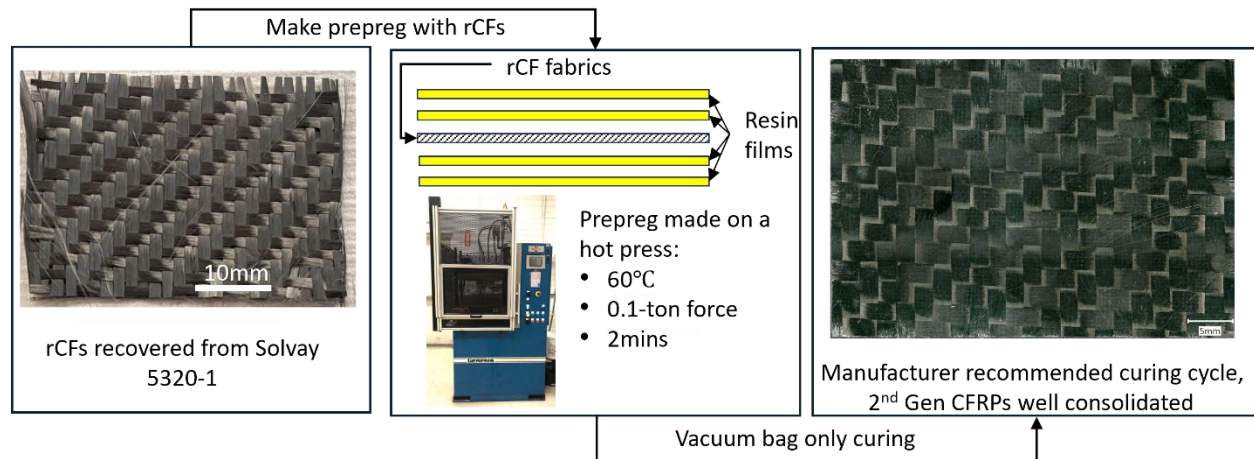 Make prepreg with rCFs
10mm
rCFs recovered from Solvay
5320-1
rCF fabrics
Resin
films
Prepreg made on a
hot press:
• 60℃
• 0.1-ton force
• 2mins
5mm
Manufacturer recommended curing cycle,
2nd Gen CFRPs well consolidated
Vacuum bag only curing